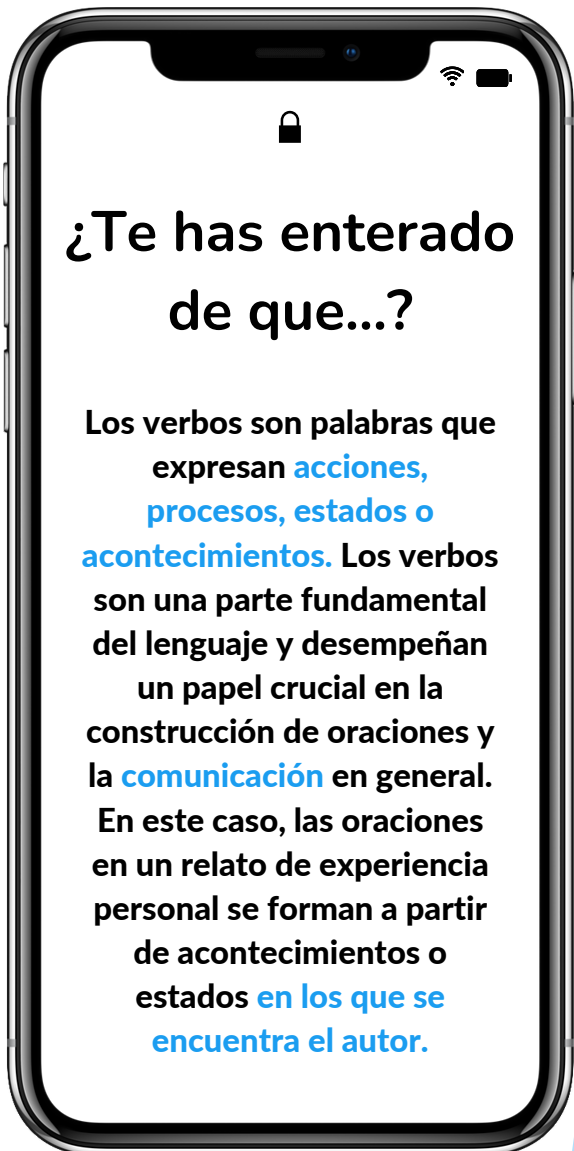 ¿Te has enterado
de que...?
Los verbos son palabras que
expresan acciones,
procesos, estados o
acontecimientos. Los verbos
son una parte fundamental
del lenguaje y desempeñan
un papel crucial en la
construcción de oraciones y
la comunicación en general.
En este caso, las oraciones
en un relato de experiencia
personal se forman a partir
de acontecimientos o
estados en los que se
encuentra el autor.